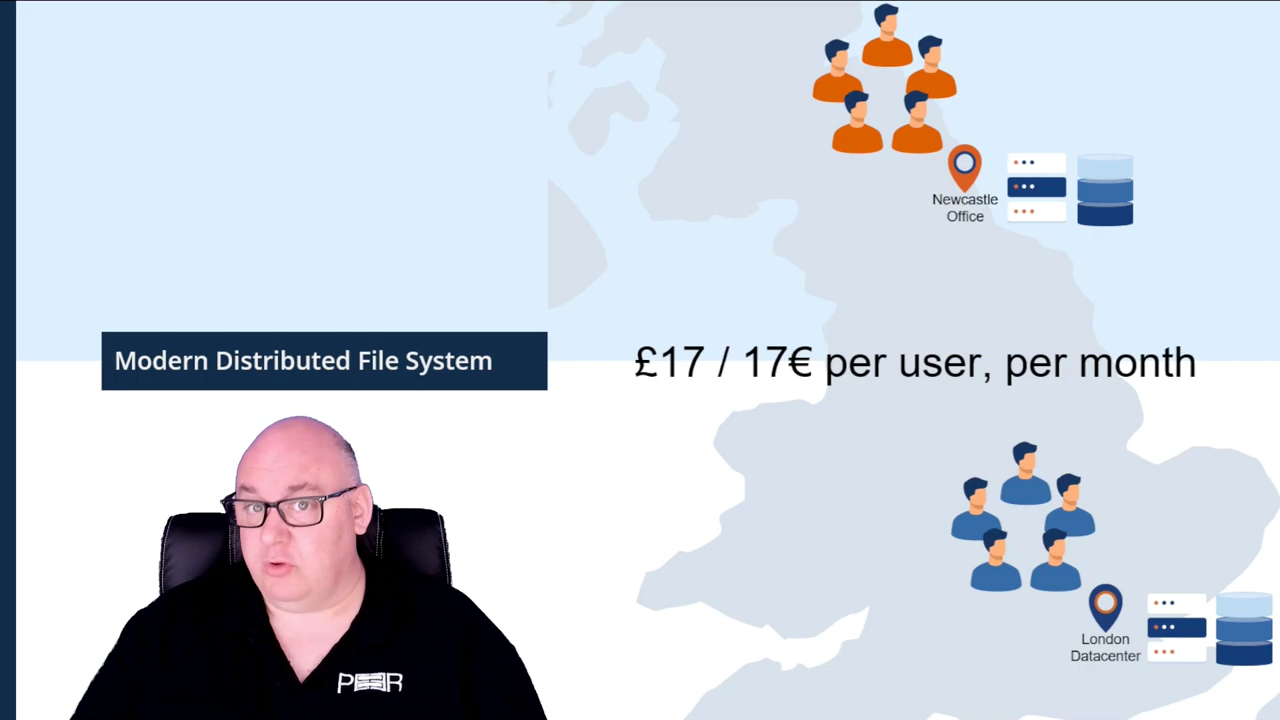 Newcastle
Office
Modern Distributed File System
£17 / 17€ per user, per month
London
Datacenter
PEER